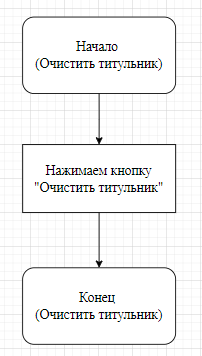 Начало
(Очистить титульник)
Нажимаем кнопку
"Очистить титульник"
Конец
(Очистить титульник)